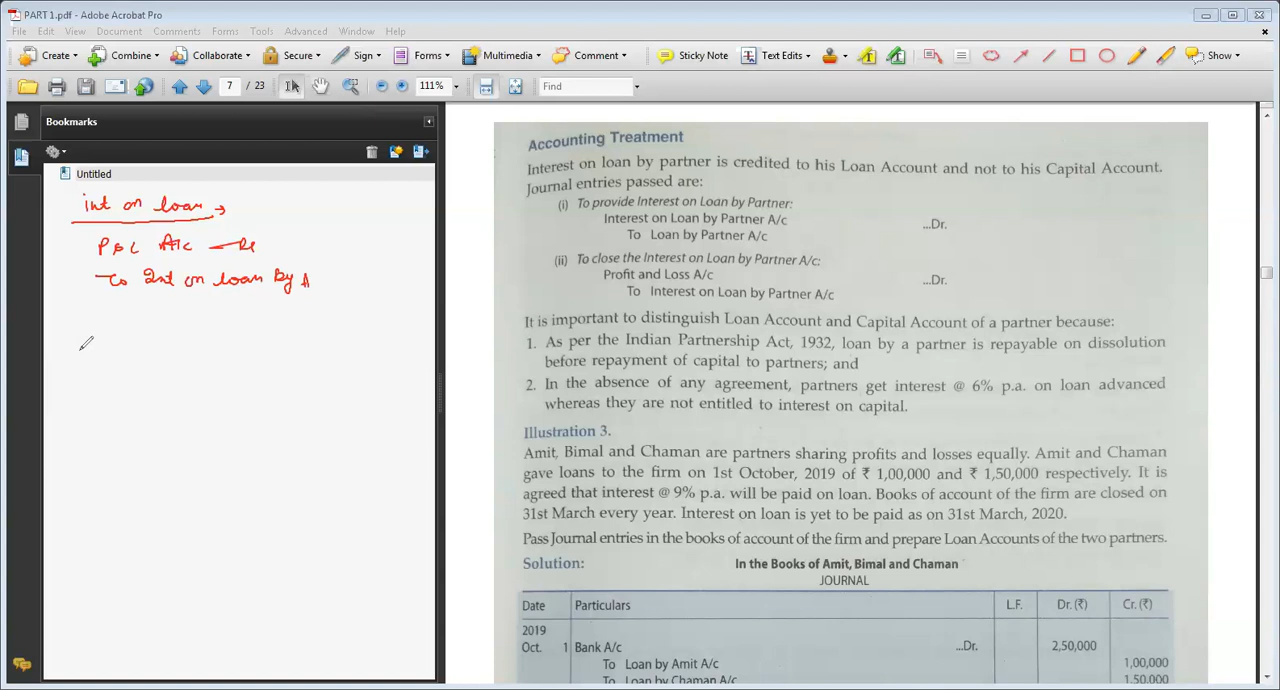 PART 1.pdf - Adobe Acrobat Pro
File Edit View Document Comments Forms Tools Advanced Window Help
Create Combine Collaborate Secure Sign Forms Multimedia Comment Sticky Note Text Edits Show
7 / 23 111% Find
Bookmarks
Untitled
int on loan
P&L A/c Dr
To Int on loan By A
Accounting Treatment
Interest on loan by partner is credited to his Loan Account and not to his Capital Account.
Journal entries passed are:
(i) To provide Interest on Loan by Partner:
Interest on Loan by Partner A/c ...Dr.
To Loan by Partner A/c
(ii) To close the Interest on Loan by Partner A/c:
Profit and Loss A/c ...Dr.
To Interest on Loan by Partner A/c
It is important to distinguish Loan Account and Capital Account of a partner because:
1. As per the Indian Partnership Act, 1932, loan by a partner is repayable on dissolution
before repayment of capital to partners; and
2. In the absence of any agreement, partners get interest @ 6% p.a. on loan advanced
whereas they are not entitled to interest on capital.
Illustration 3.
Amit, Bimal and Chaman are partners sharing profits and losses equally. Amit and Chaman
gave loans to the firm on 1st October, 2019 of ₹ 1,00,000 and ₹ 1,50,000 respectively. It is
agreed that interest @ 9% p.a. will be paid on loan. Books of account of the firm are closed on
31st March every year. Interest on loan is yet to be paid as on 31st March, 2020.
Pass Journal entries in the books of account of the firm and prepare Loan Accounts of the two partners.
Solution: In the Books of Amit, Bimal and Chaman
JOURNAL
Date Particulars L.F. Dr. (₹) Cr. (₹)
2019
Oct. 1 Bank A/c ...Dr. 2,50,000
To Loan by Amit A/c 1,00,000
To Loan by Chaman A/c 1,50,000